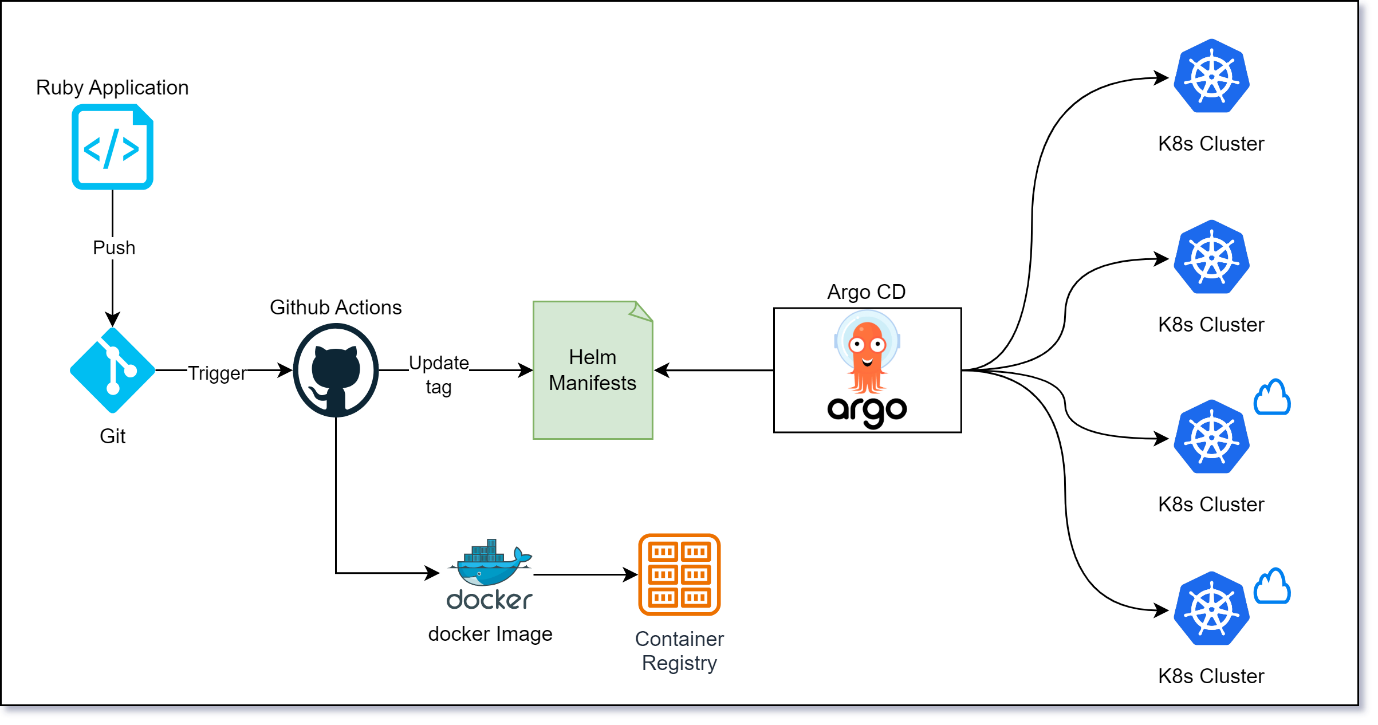 Ruby Application
Push
Git
Trigger
Github Actions
Update
tag
Helm
Manifests
Argo CD
argo
docker
docker Image
Container
Registry
K8s Cluster
K8s Cluster
K8s Cluster
K8s Cluster